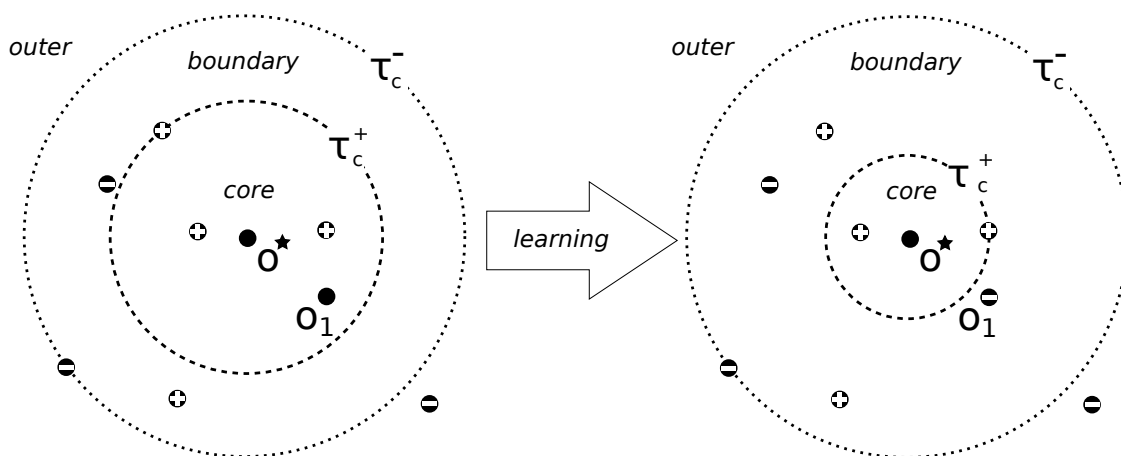 outer
boundary
τc-
τc+
core
o
o1
learning
outer
boundary
τc-
τc+
core
o
o1